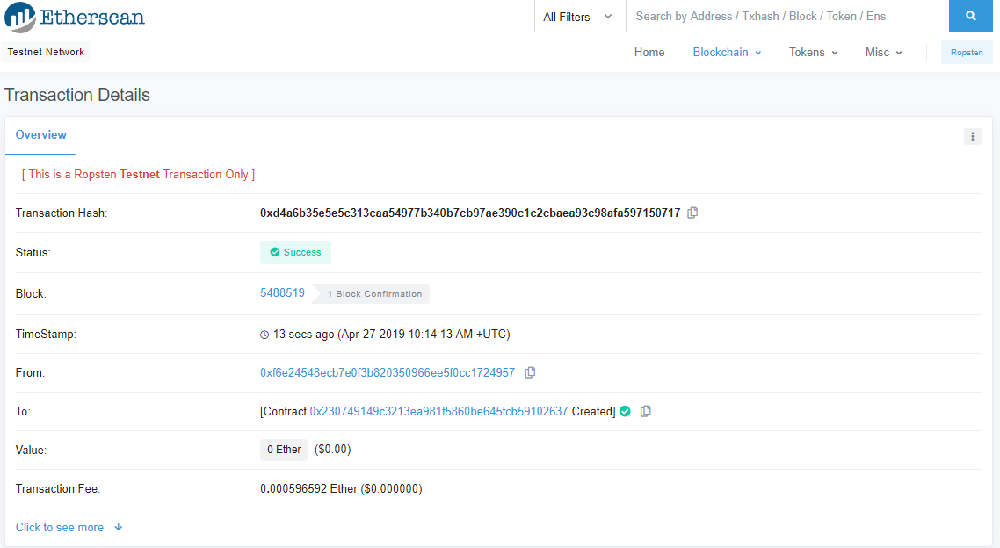 Etherscan
All Filters Search by Address / Txhash / Block / Token / Ens
Testnet Network
Home Blockchain Tokens Misc Ropsten
Transaction Details
Overview
[ This is a Ropsten Testnet Transaction Only ]
Transaction Hash: 0xd4a6b35e5e5c313caa54977b340b7cb97ae390c1c2cbaea93c98afa597150717
Status: Success
Block: 5488519 1 Block Confirmation
TimeStamp: 13 secs ago (Apr-27-2019 10:14:13 AM +UTC)
From: 0xf6e24548ecb7e0f3b820350966ee5f0cc1724957
To: [Contract 0x230749149c3213ea981f5860be645fcb59102637 Created]
Value: 0 Ether ($0.00)
Transaction Fee: 0.000596592 Ether ($0.000000)
Click to see more